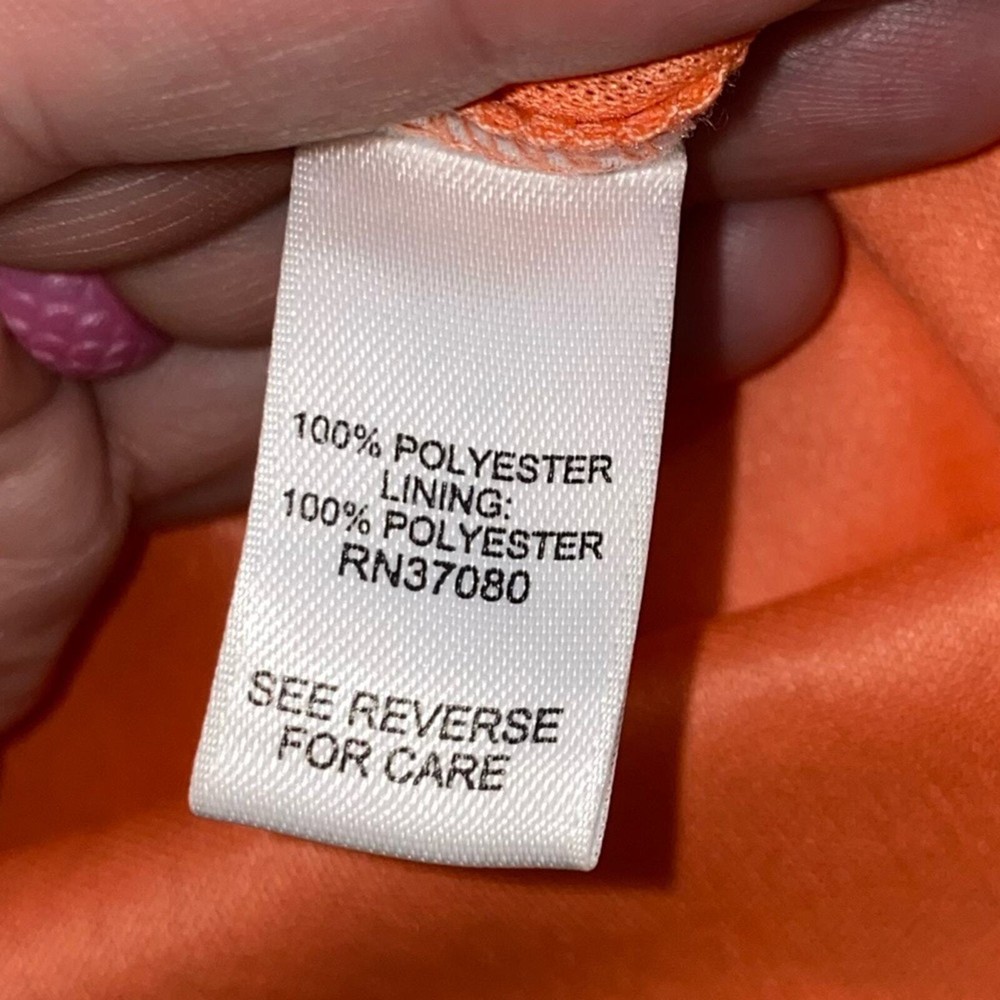 100% POLYESTER
LINING:
100% POLYESTER
RN37080
SEE REVERSE
FOR CARE